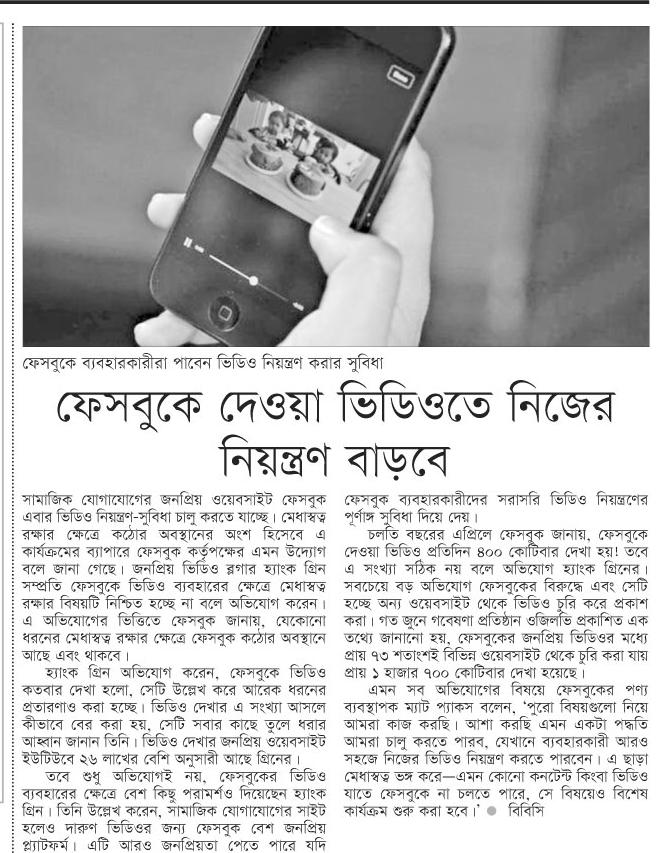 ফেসবুকে ব্যবহারকারীরা পাবেন ভিডিও নিয়ন্ত্রণ করার সুবিধা
ফেসবুকে দেওয়া ভিডিওতে নিজের
নিয়ন্ত্রণ বাড়বে
সামাজিক যোগাযোগের জনপ্রিয় ওয়েবসাইট ফেসবুক
এবার ভিডিও নিয়ন্ত্রণ-সুবিধা চালু করতে যাচ্ছে। মেধাস্বত্ব
রক্ষার ক্ষেত্রে কঠোর অবস্থানের অংশ হিসেবে এ
কার্যক্রমের ব্যাপারে ফেসবুক কর্তৃপক্ষের এমন উদ্যোগ
বলে জানা গেছে। জনপ্রিয় ভিডিও ব্লগার হ্যাংক গ্রিন
সম্প্রতি ফেসবুকে ভিডিও ব্যবহারের ক্ষেত্রে মেধাস্বত্ব
রক্ষার বিষয়টি নিশ্চিত হচ্ছে না বলে অভিযোগ করেন।
এ অভিযোগের ভিত্তিতে ফেসবুক জানায়, যেকোনো
ধরনের মেধাস্বত্ব রক্ষার ক্ষেত্রে ফেসবুক কঠোর অবস্থানে
আছে এবং থাকবে।
হ্যাংক গ্রিন অভিযোগ করেন, ফেসবুকে ভিডিও
কতবার দেখা হলো, সেটি উল্লেখ করে আরেক ধরনের
প্রতারণাও করা হচ্ছে। ভিডিও দেখার এ সংখ্যা আসলে
কীভাবে বের করা হয়, সেটি সবার কাছে তুলে ধরার
আহ্বান জানান তিনি। ভিডিও দেখার জনপ্রিয় ওয়েবসাইট
ইউটিউবে ২৬ লাখের বেশি অনুসারী আছে গ্রিনের।
তবে শুধু অভিযোগই নয়, ফেসবুকের ভিডিও
ব্যবহারের ক্ষেত্রে বেশ কিছু পরামর্শও দিয়েছেন হ্যাংক
গ্রিন। তিনি উল্লেখ করেন, সামাজিক যোগাযোগের সাইট
হলেও দারুণ ভিডিওর জন্য ফেসবুক বেশ জনপ্রিয়
প্ল্যাটফর্ম। এটি আরও জনপ্রিয়তা পেতে পারে যদি
ফেসবুক ব্যবহারকারীদের সরাসরি ভিডিও নিয়ন্ত্রণের
পূর্ণাঙ্গ সুবিধা দিয়ে দেয়।
চলতি বছরের এপ্রিলে ফেসবুক জানায়, ফেসবুকে
দেওয়া ভিডিও প্রতিদিন ৪০০ কোটিবার দেখা হয়! তবে
এ সংখ্যা সঠিক নয় বলে অভিযোগ হ্যাংক গ্রিনের।
সবচেয়ে বড় অভিযোগ ফেসবুকের বিরুদ্ধে এবং সেটি
হচ্ছে অন্য ওয়েবসাইট থেকে ভিডিও চুরি করে প্রকাশ
করা। গত জুনে গবেষণা প্রতিষ্ঠান ওজিলভি প্রকাশিত এক
তথ্যে জানানো হয়, ফেসবুকের জনপ্রিয় ভিডিওর মধ্যে
প্রায় ৭৩ শতাংশই বিভিন্ন ওয়েবসাইট থেকে চুরি করা যায়
প্রায় ১ হাজার ৭০০ কোটিবার দেখা হয়েছে।
এমন সব অভিযোগের বিষয়ে ফেসবুকের পণ্য
ব্যবস্থাপক ম্যাট প্যাকস বলেন, ‘পুরো বিষয়গুলো নিয়ে
আমরা কাজ করছি। আশা করছি এমন একটা পদ্ধতি
আমরা চালু করতে পারব, যেখানে ব্যবহারকারী আরও
সহজে নিজের ভিডিও নিয়ন্ত্রণ করতে পারবেন। এ ছাড়া
মেধাস্বত্ব ভঙ্গ করে—এমন কোনো কনটেন্ট কিংবা ভিডিও
যাতে ফেসবুকে না চলতে পারে, সে বিষয়েও বিশেষ
কার্যক্রম শুরু করা হবে।’ ● বিবিসি